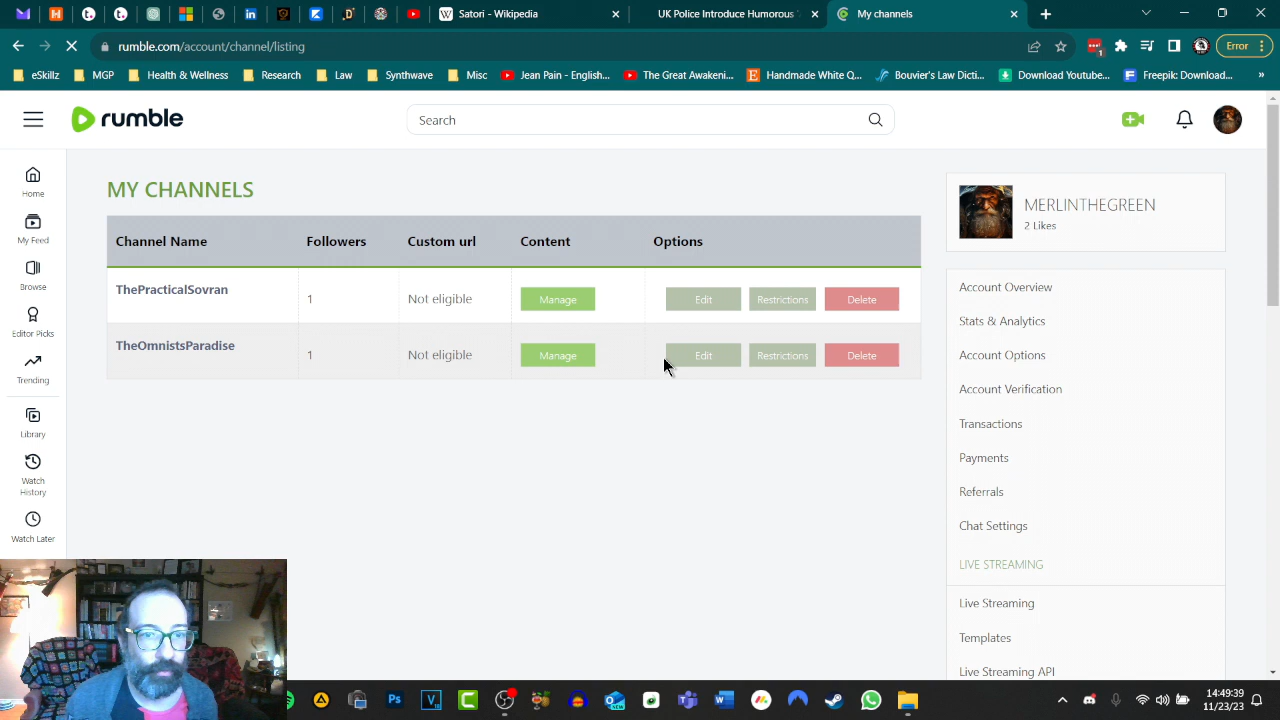 Satori - Wikipedia
UK Police Introduce Humorous
My channels
rumble.com/account/channel/listing
Error
eSkillz
MGP
Health & Wellness
Research
Law
Synthwave
Misc
Jean Pain - English...
The Great Awakeni...
Handmade White Q...
Bouvier's Law Dicti...
Download Youtube...
Freepik: Download...
»
rumble
Search
Home
My Feed
Browse
Editor Picks
Trending
Library
Watch
History
Watch Later
MY CHANNELS
Channel Name Followers Custom url Content Options
ThePracticalSovran 1 Not eligible Manage Edit Restrictions Delete
TheOmnistsParadise 1 Not eligible Manage Edit Restrictions Delete
MERLINTHEGREEN
2 Likes
Account Overview
Stats & Analytics
Account Options
Account Verification
Transactions
Payments
Referrals
Chat Settings
LIVE STREAMING
Live Streaming
Templates
Live Streaming API
14:49:39
11/23/23